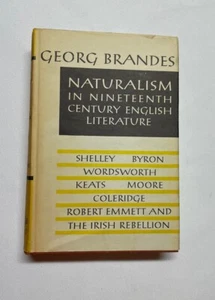 GEORG BRANDES
NATURALISM
IN NINETEENTH
CENTURY ENGLISH
LITERATURE
SHELLEY BYRON
WORDSWORTH
KEATS MOORE
COLERIDGE
ROBERT EMMETT AND
THE IRISH REBELLION